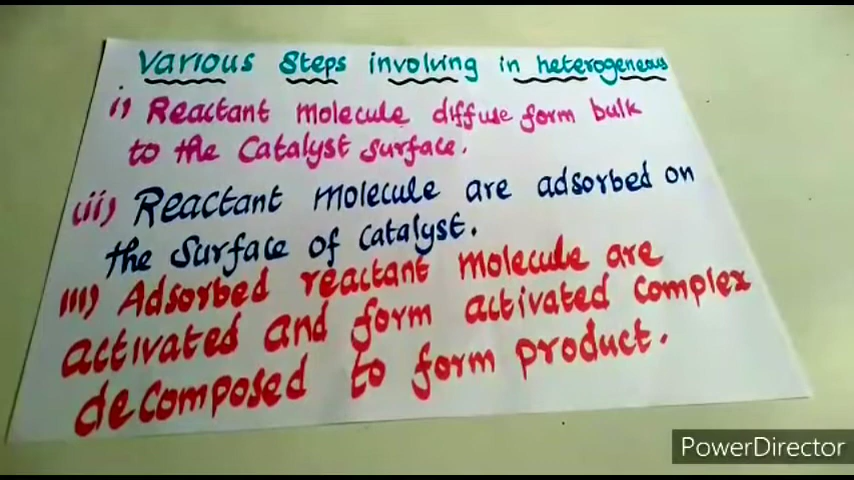 Various Steps involving in heterogeneous
i) Reactant molecule diffuse form bulk
to the Catalyst surface.
(ii) Reactant molecule are adsorbed on
the surface of catalyst.
III) Adsorbed reactant molecule are
activated and form activated complex
decomposed to form product.
PowerDirector